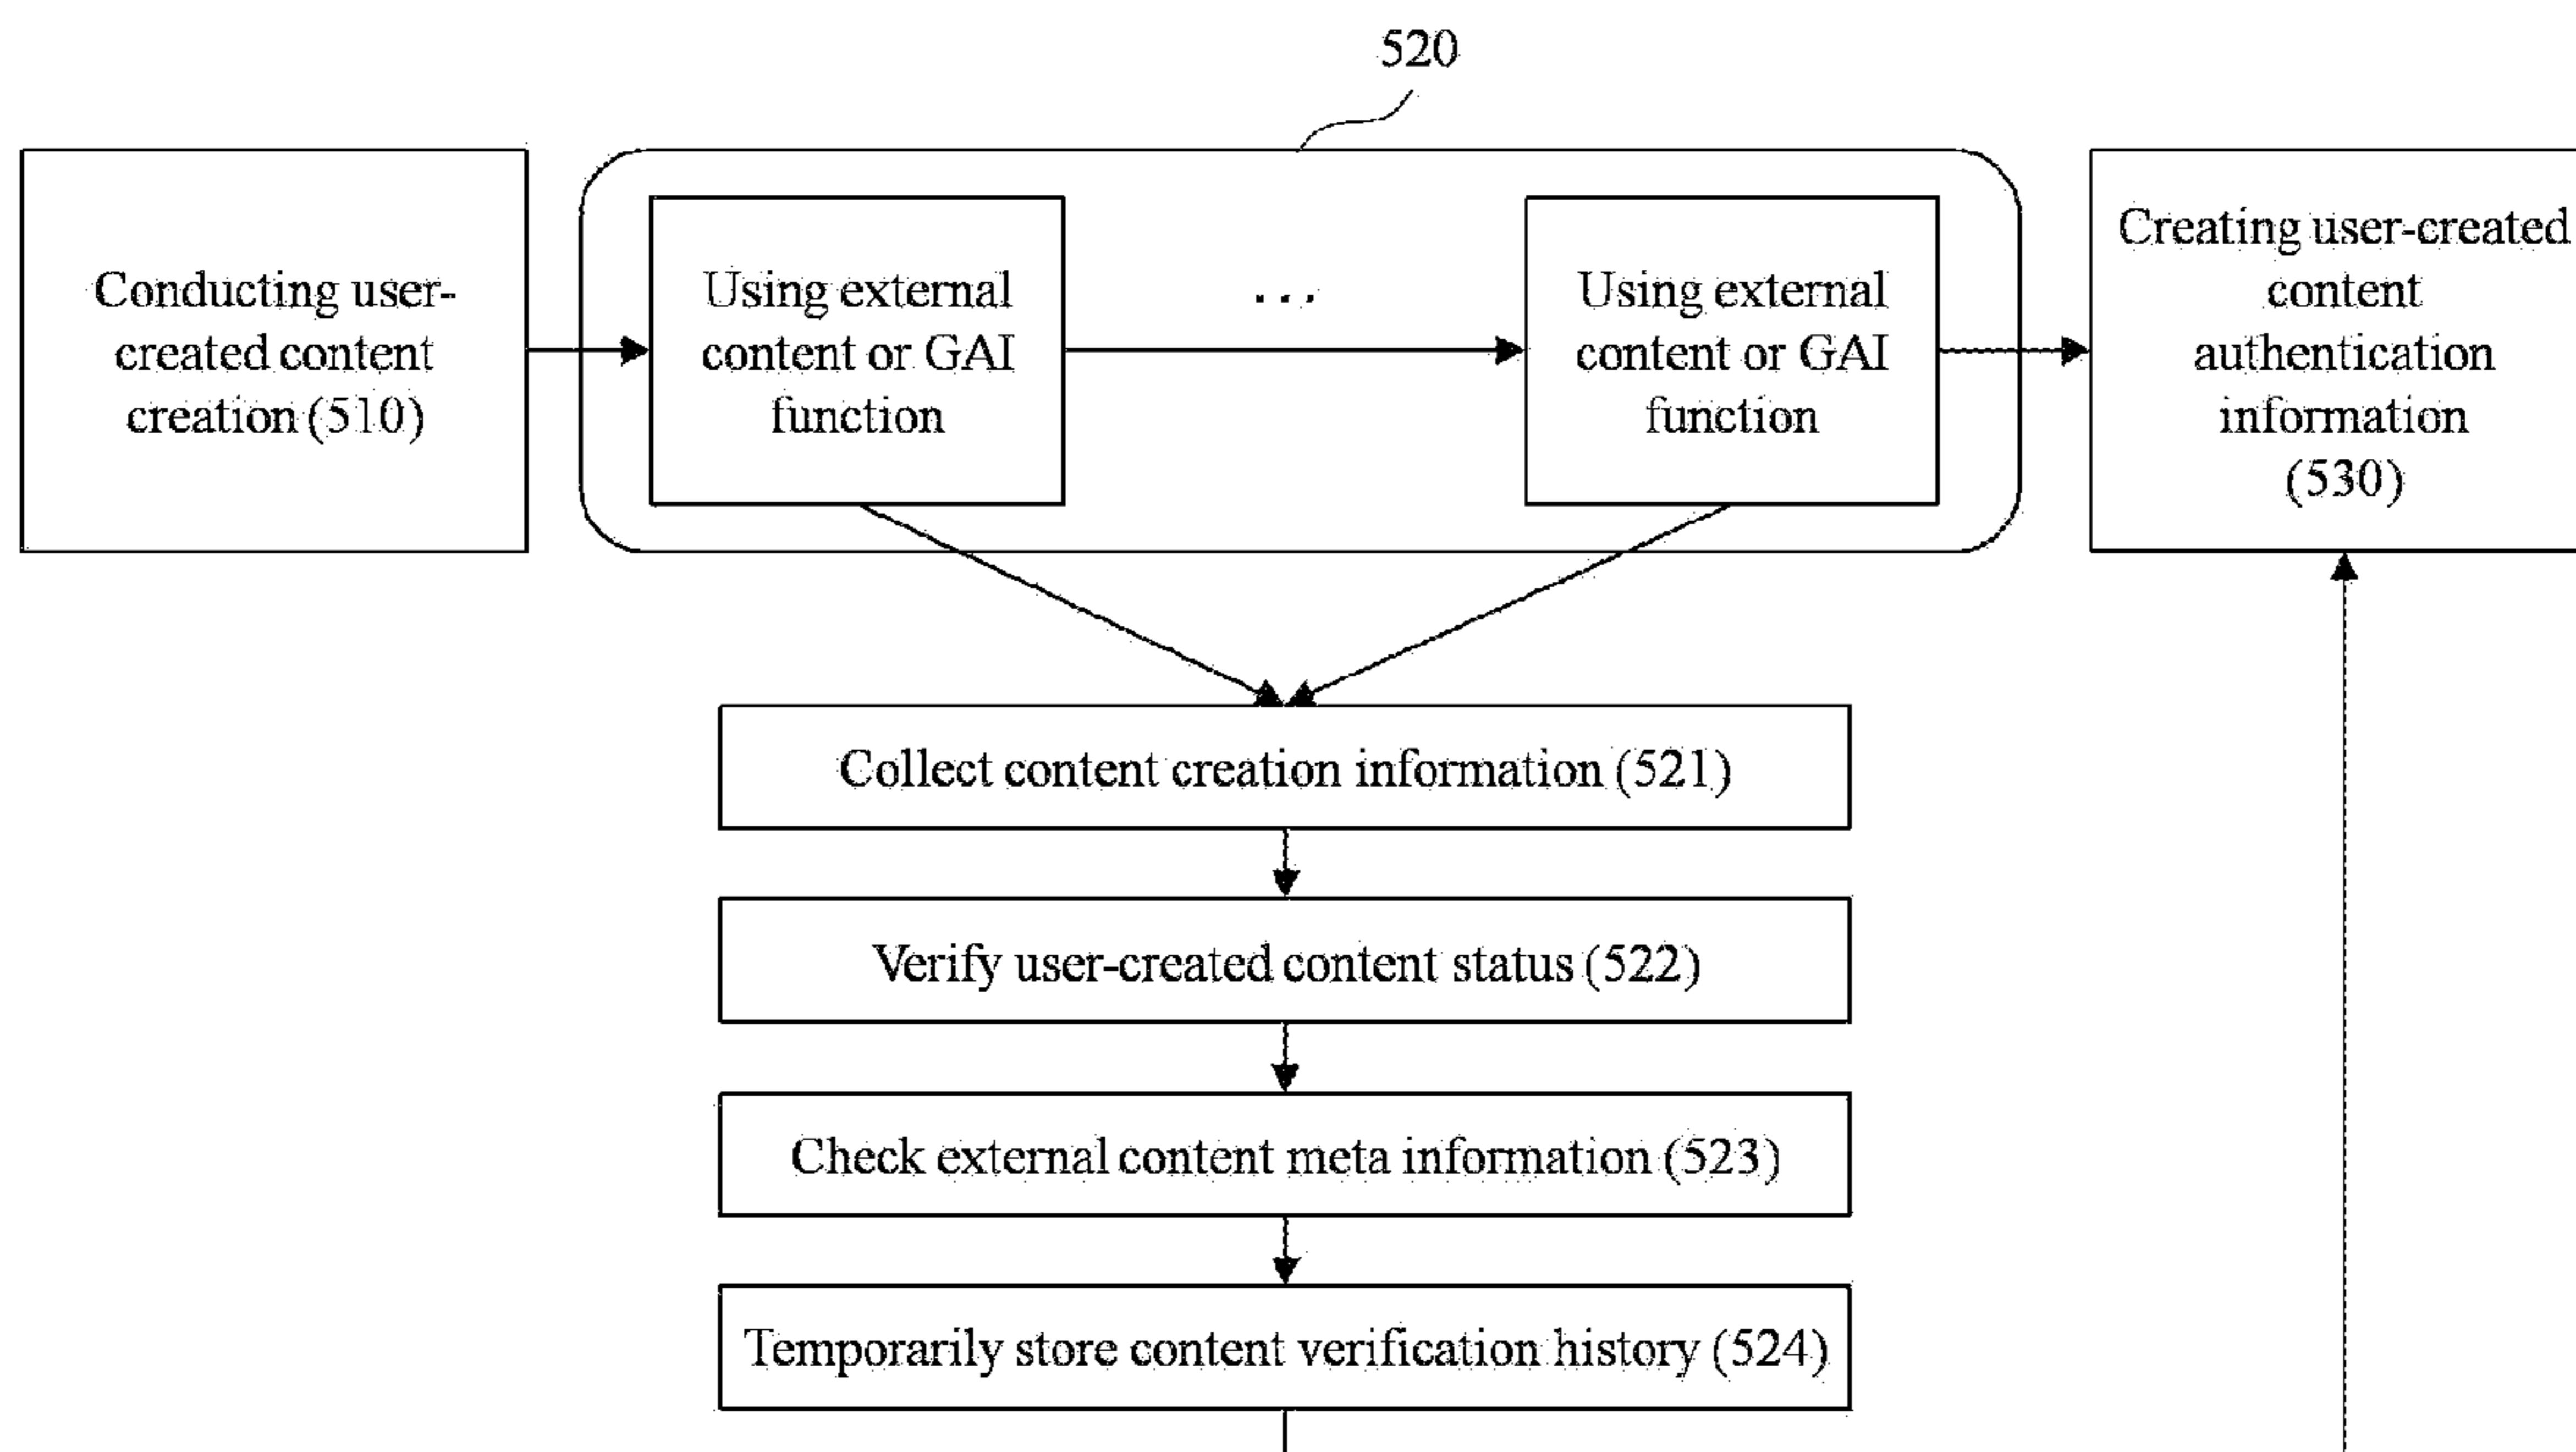 520
Conducting user-
created content
creation (510)
Using external
content or GAI
function
...
Using external
content or GAI
function
Creating user-created
content
authentication
information
(530)
Collect content creation information (521)
Verify user-created content status (522)
Check external content meta information (523)
Temporarily store content verification history (524)